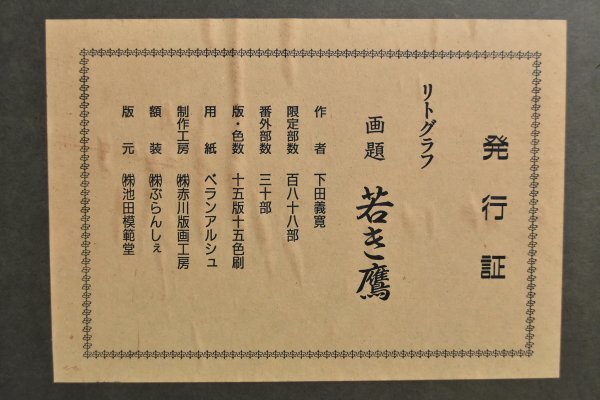 発行証
リトグラフ
画題 若き鷹
作者 下田義寛
限定部数 百八十八部
番外部数 三十部
版・色数 十五版十五色刷
用紙 ベランアルシュ
制作工房 ㈱赤川版画工房
額装 ㈱ぶらんしぇ
版元 ㈱池田模範堂